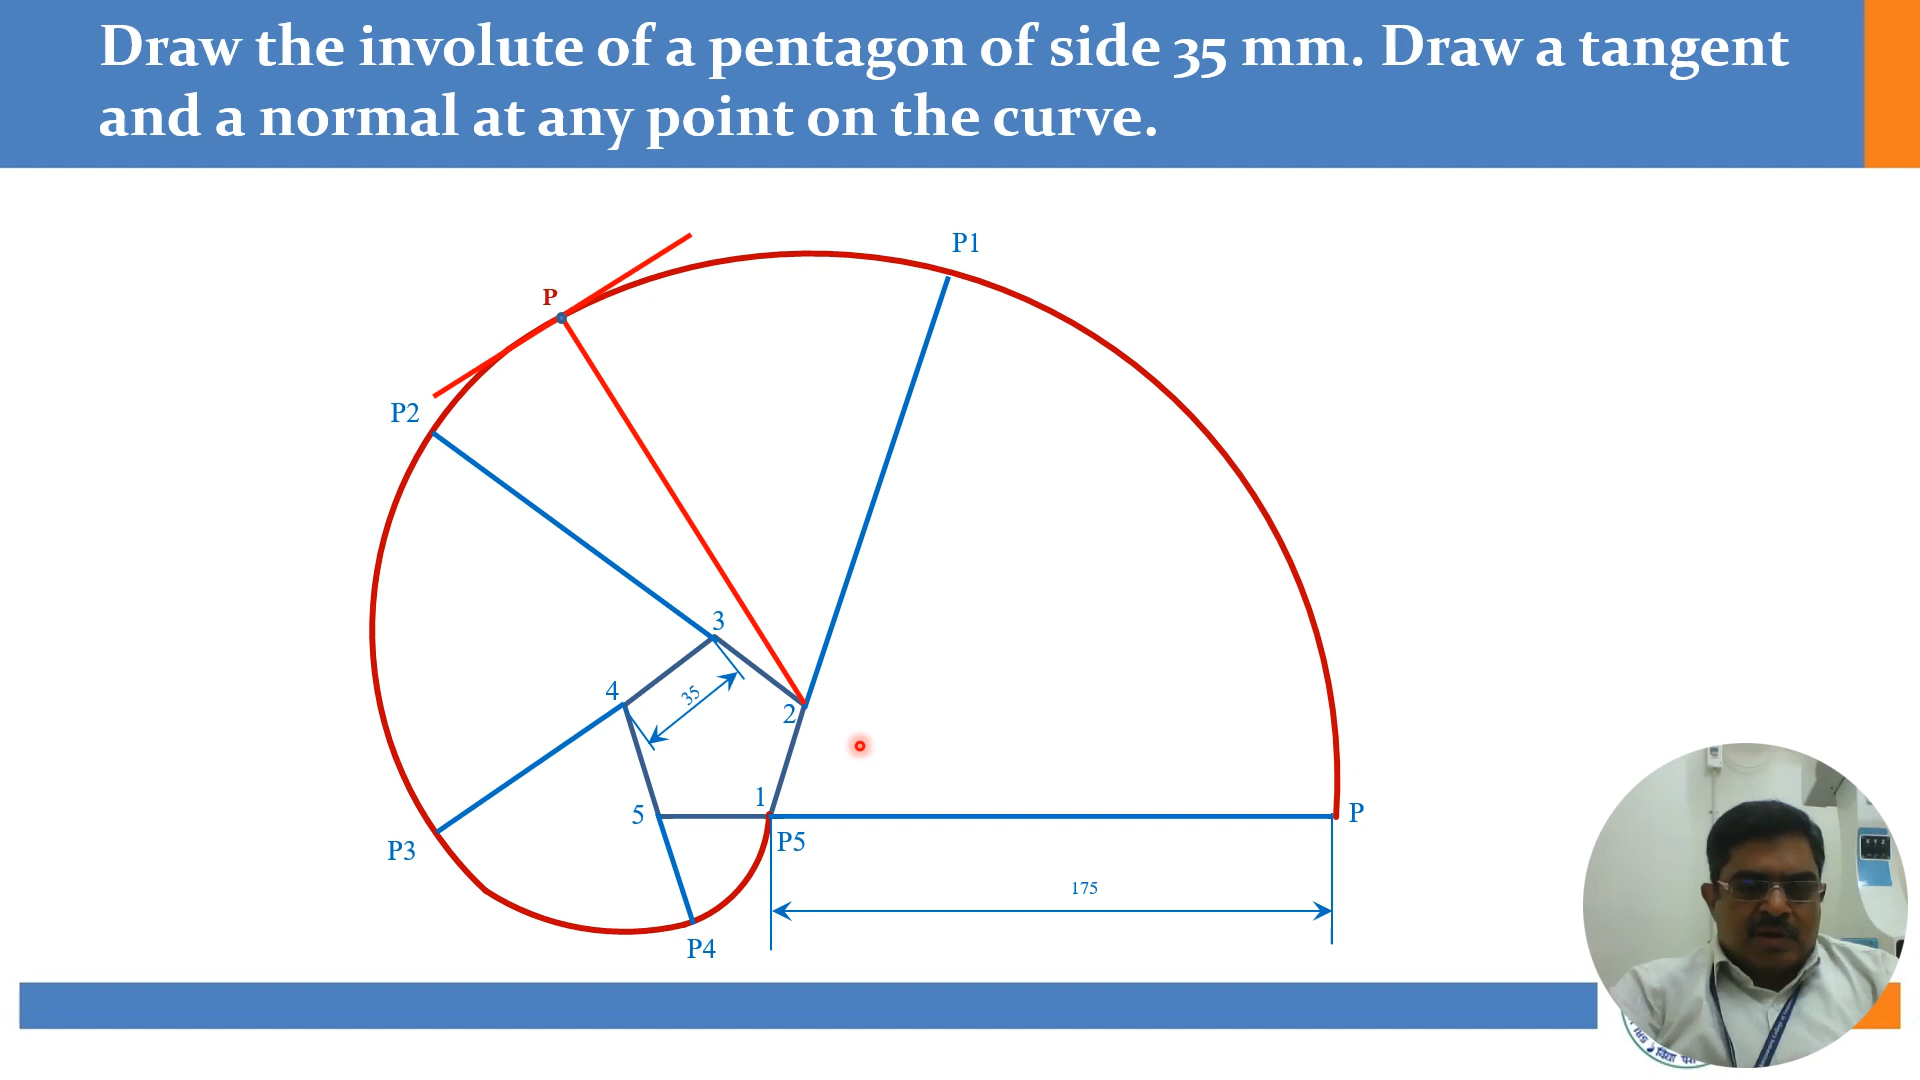 Draw the involute of a pentagon of side 35 mm. Draw a tangent
and a normal at any point on the curve.
P1
P
P2
3
4
35
2
1
5
P
P5
P3
175
P4